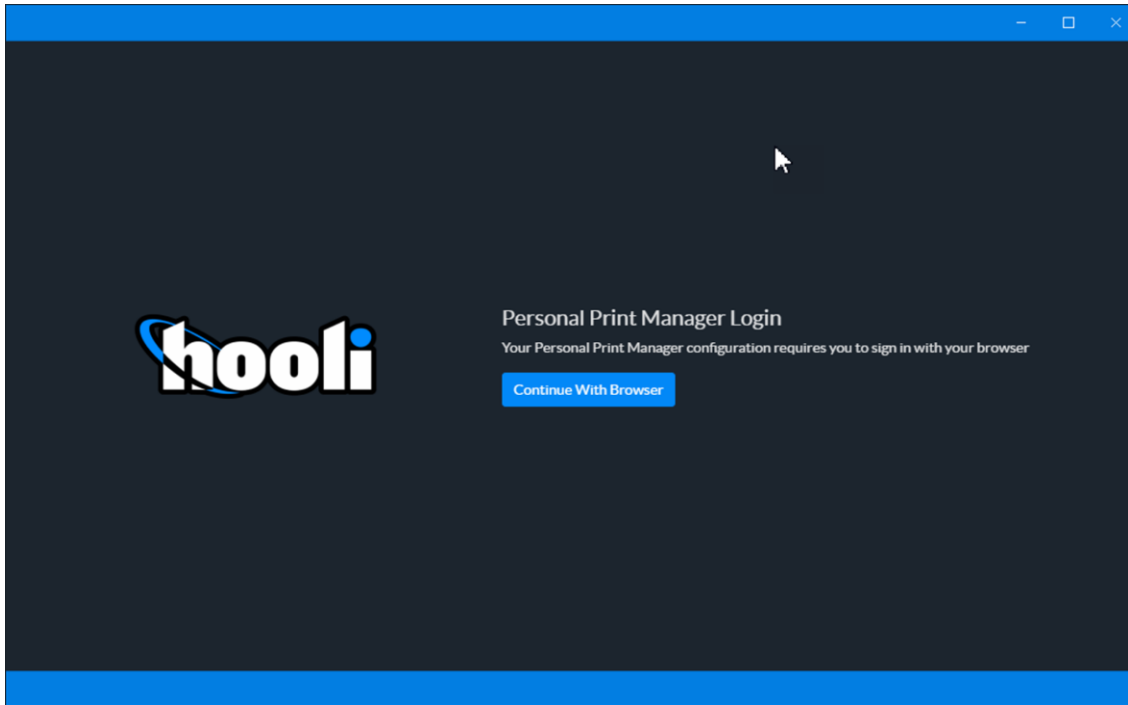 hooli
Personal Print Manager Login
Your Personal Print Manager configuration requires you to sign in with your browser
Continue With Browser